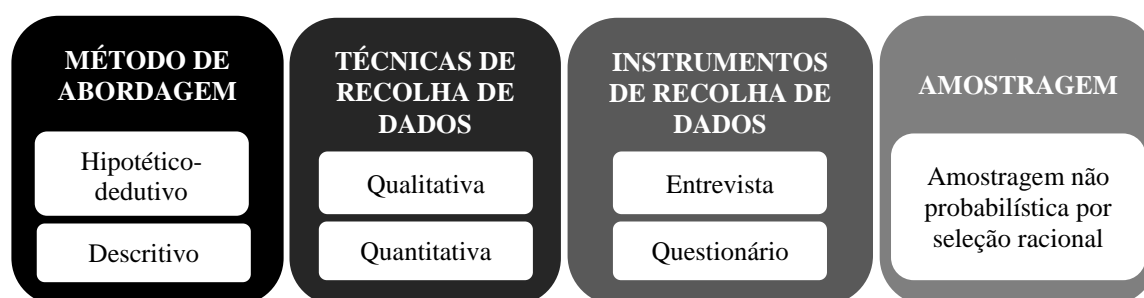 MÉTODO DE
ABORDAGEM
Hipotético-
dedutivo
Descritivo
TÉCNICAS DE
RECOLHA DE
DADOS
Qualitativa
Quantitativa
INSTRUMENTOS
DE RECOLHA DE
DADOS
Entrevista
Questionário
AMOSTRAGEM
Amostragem não
probabilística por
seleção racional